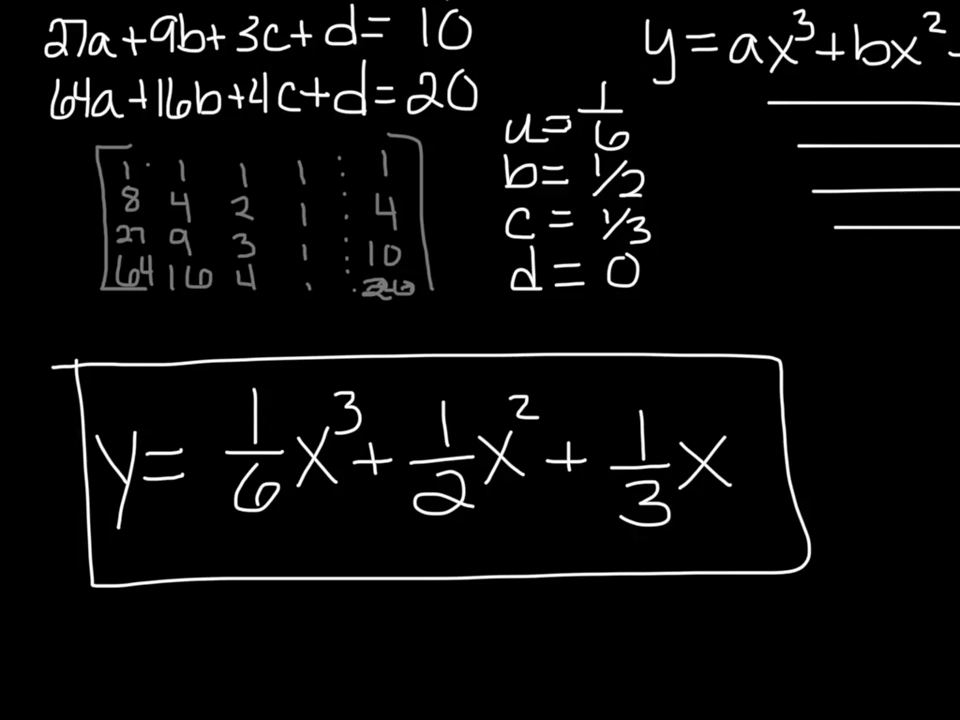 27a+9b+3c+d=10
64a+16b+4c+d=20
y=ax³+bx²
1 1 1 1 : 1
8 4 2 1 : 4
27 9 3 1 : 10
64 16 4
a=1/6
b=1/2
c=1/3
d=0
y=1/6x³+1/2x²+1/3x